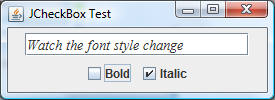 JCheckBox Test
Watch the font style change
Bold Italic